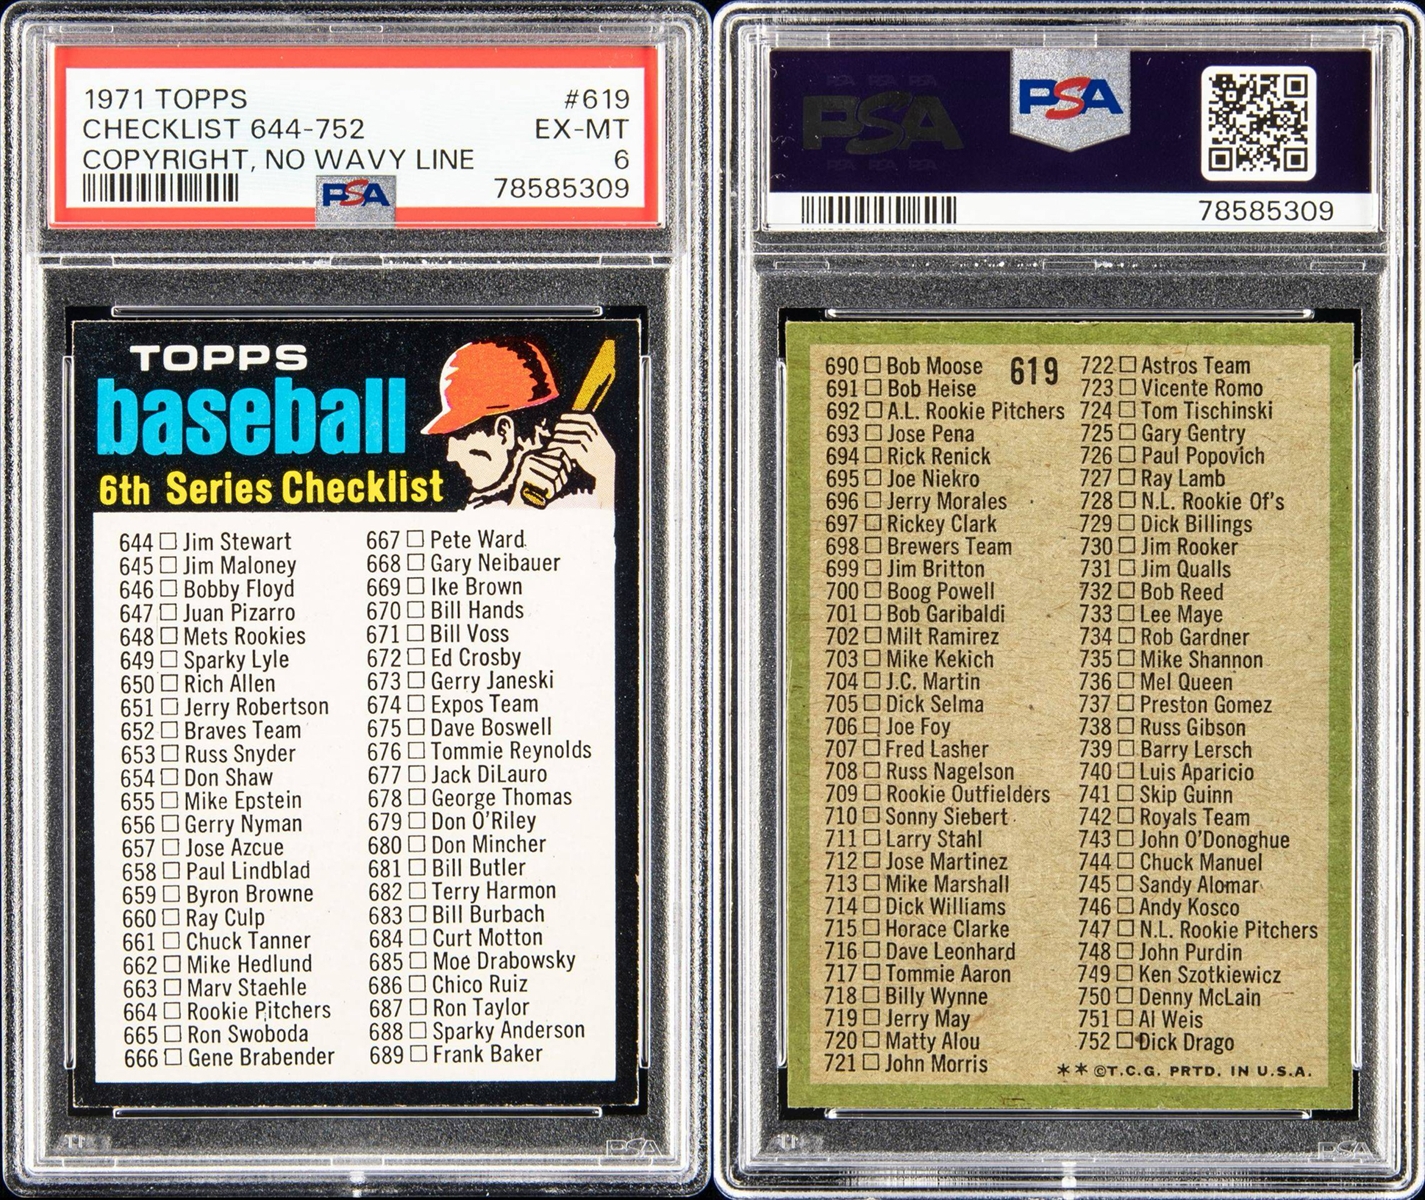 1971 TOPPS #619
CHECKLIST 644-752 EX-MT
COPYRIGHT, NO WAVY LINE 6
PSA 78585309
TOPPS
baseball
6th Series Checklist
644 Jim Stewart
645 Jim Maloney
646 Bobby Floyd
647 Juan Pizarro
648 Mets Rookies
649 Sparky Lyle
650 Rich Allen
651 Jerry Robertson
652 Braves Team
653 Russ Snyder
654 Don Shaw
655 Mike Epstein
656 Gerry Nyman
657 Jose Azcue
658 Paul Lindblad
659 Byron Browne
660 Ray Culp
661 Chuck Tanner
662 Mike Hedlund
663 Marv Staehle
664 Rookie Pitchers
665 Ron Swoboda
666 Gene Brabender
667 Pete Ward
668 Gary Neibauer
669 Ike Brown
670 Bill Hands
671 Bill Voss
672 Ed Crosby
673 Gerry Janeski
674 Expos Team
675 Dave Boswell
676 Tommie Reynolds
677 Jack DiLauro
678 George Thomas
679 Don O'Riley
680 Don Mincher
681 Bill Butler
682 Terry Harmon
683 Bill Burbach
684 Curt Motton
685 Moe Drabowsky
686 Chico Ruiz
687 Ron Taylor
688 Sparky Anderson
689 Frank Baker
PSA
PSA
PSA
78585309
619
690 Bob Moose
691 Bob Heise
692 A.L. Rookie Pitchers
693 Jose Pena
694 Rick Renick
695 Joe Niekro
696 Jerry Morales
697 Rickey Clark
698 Brewers Team
699 Jim Britton
700 Boog Powell
701 Bob Garibaldi
702 Milt Ramirez
703 Mike Kekich
704 J.C. Martin
705 Dick Selma
706 Joe Foy
707 Fred Lasher
708 Russ Nagelson
709 Rookie Outfielders
710 Sonny Siebert
711 Larry Stahl
712 Jose Martinez
713 Mike Marshall
714 Dick Williams
715 Horace Clarke
716 Dave Leonhard
717 Tommie Aaron
718 Billy Wynne
719 Jerry May
720 Matty Alou
721 John Morris
722 Astros Team
723 Vicente Romo
724 Tom Tischinski
725 Gary Gentry
726 Paul Popovich
727 Ray Lamb
728 N.L. Rookie Of's
729 Dick Billings
730 Jim Rooker
731 Jim Qualls
732 Bob Reed
733 Lee Maye
734 Rob Gardner
735 Mike Shannon
736 Mel Queen
737 Preston Gomez
738 Russ Gibson
739 Barry Lersch
740 Luis Aparicio
741 Skip Guinn
742 Royals Team
743 John O'Donoghue
744 Chuck Manuel
745 Sandy Alomar
746 Andy Kosco
747 N.L. Rookie Pitchers
748 John Purdin
749 Ken Szotkiewicz
750 Denny McLain
751 Al Weis
752 Dick Drago
**©T.C.G. PRTD. IN U.S.A.
PSA